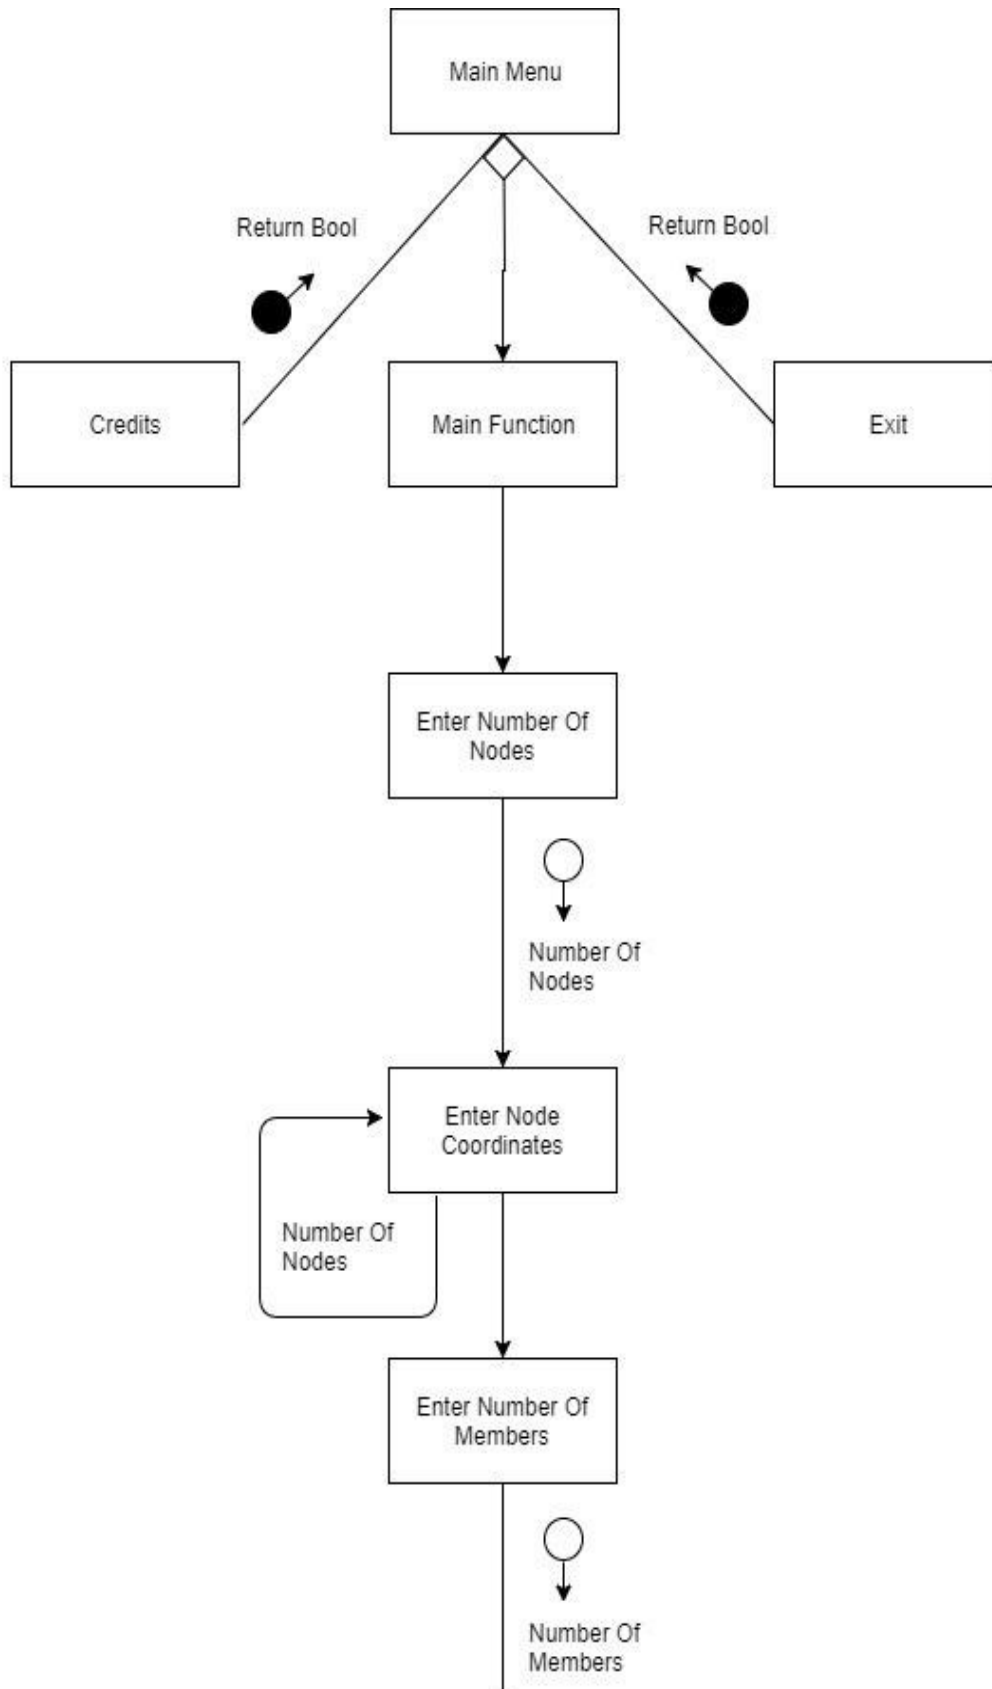 Main Menu
Return Bool
Return Bool
Credits
Main Function
Exit
Enter Number Of
Nodes
Number Of
Nodes
Enter Node
Coordinates
Number Of
Nodes
Enter Number Of
Members
Number Of
Members